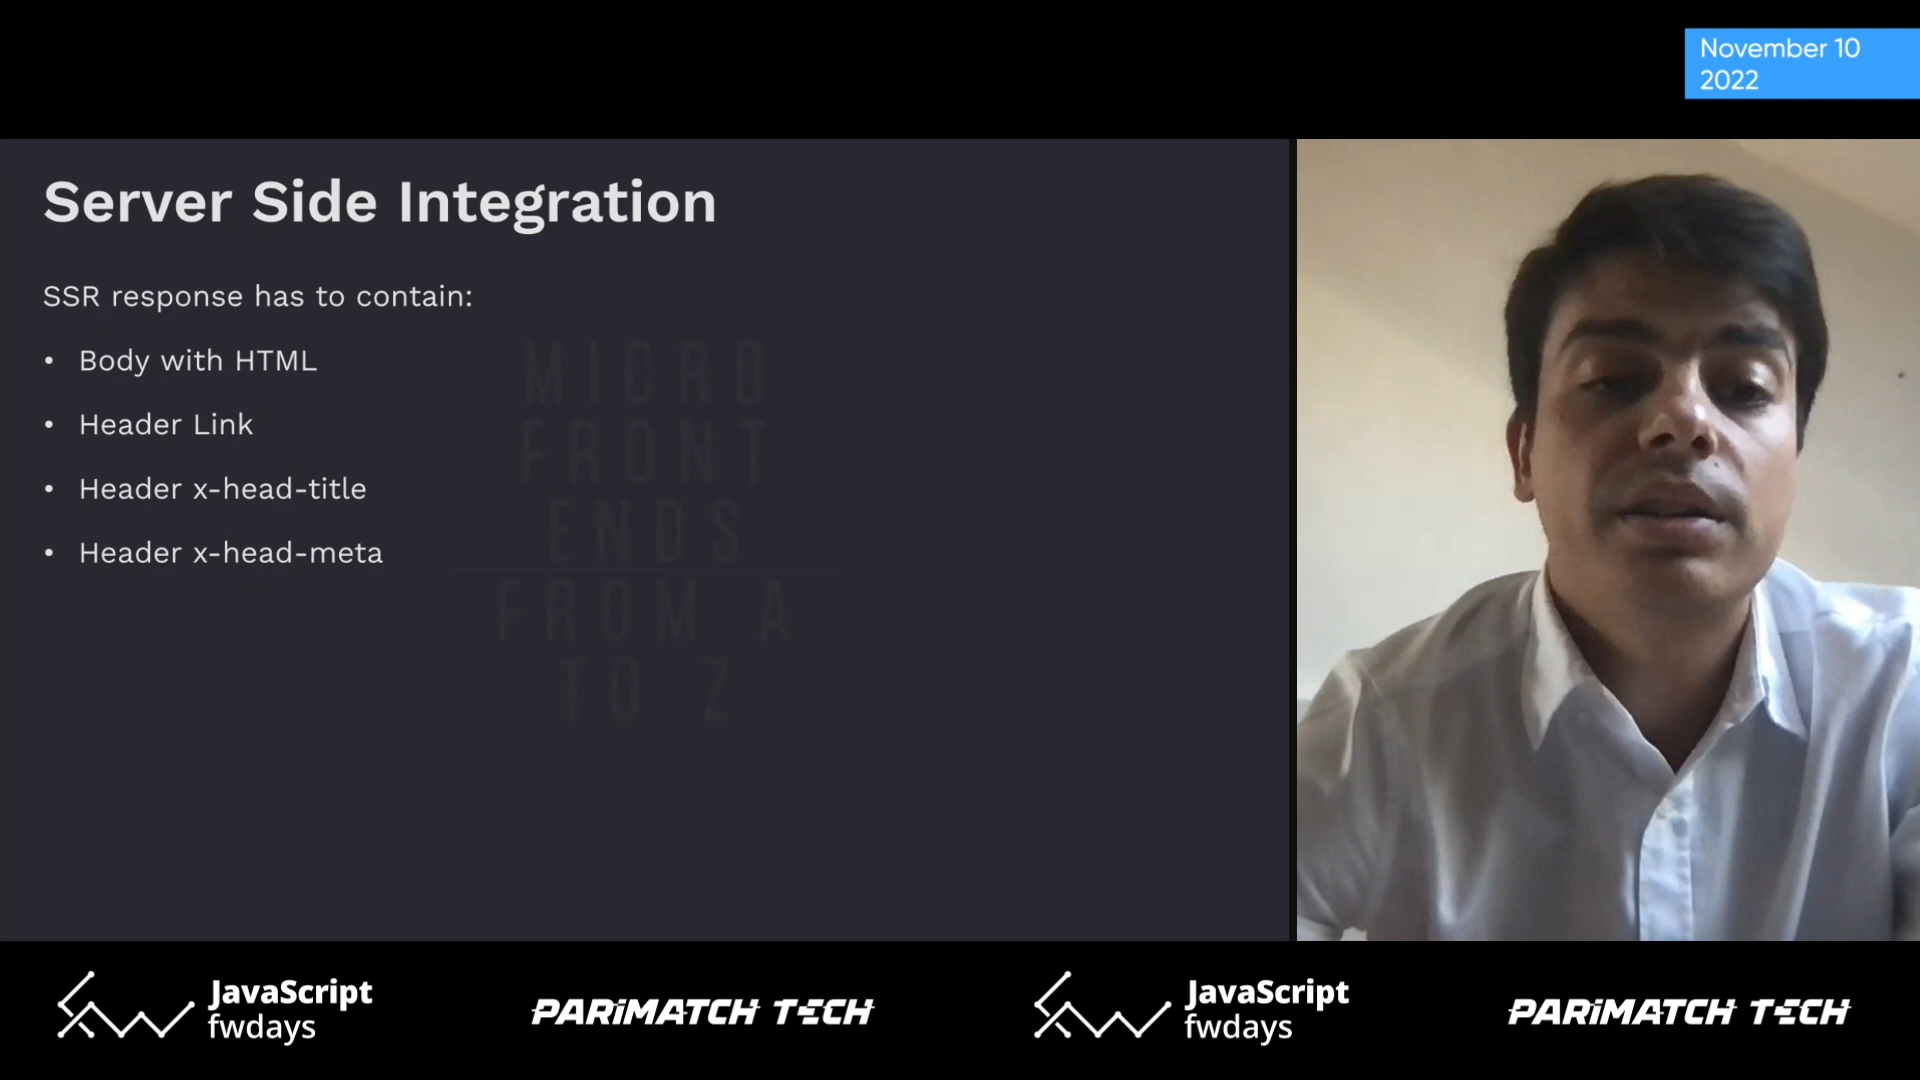 November 10
2022
Server Side Integration
SSR response has to contain:
• Body with HTML
• Header Link
• Header x-head-title
• Header x-head-meta
MICRO
FRONT
ENDS
FROM A
TO Z
JavaScript
fwdays
PARIMATCH TECH
JavaScript
fwdays
PARIMATCH TECH